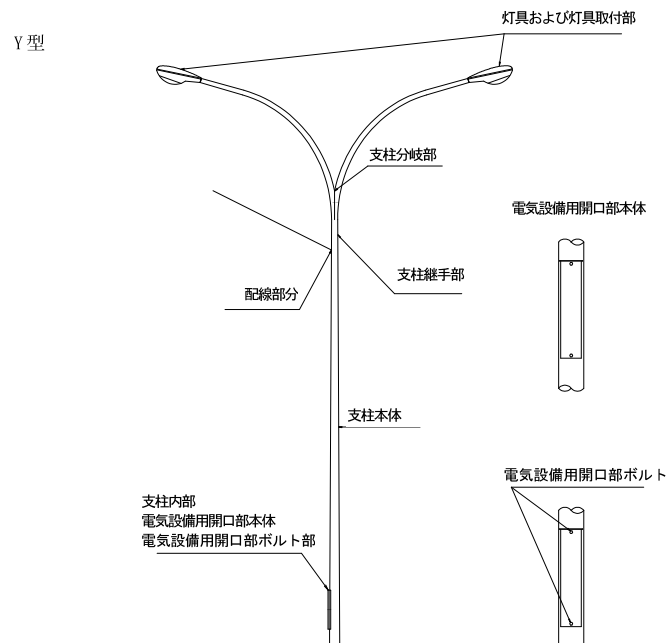 灯具および灯具取付部
Y型
支柱分岐部
電気設備用開口部本体
支柱継手部
配線部分
支柱本体
電気設備用開口部ボルト
支柱内部
電気設備用開口部本体
電気設備用開口部ボルト部